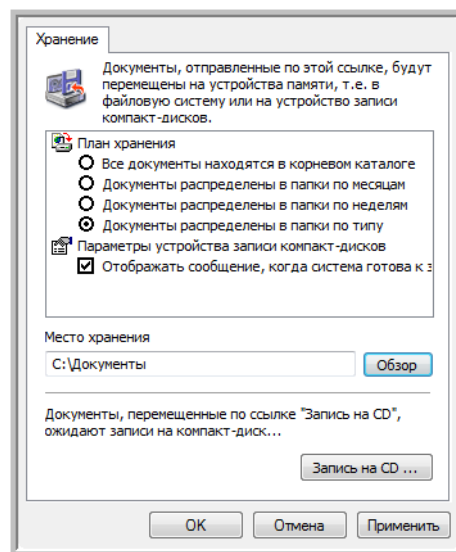 Хранение
Документы, отправленные по этой ссылке, будут
перемещены на устройства памяти, т.е. в
файловую систему или на устройство записи
компакт-дисков.
План хранения
Все документы находятся в корневом каталоге
Документы распределены в папки по месяцам
Документы распределены в папки по неделям
Документы распределены в папки по типу
Параметры устройства записи компакт-дисков
Отображать сообщение, когда система готова к з
Место хранения
C:\Документы
Обзор
Документы, перемещенные по ссылке "Запись на CD",
ожидают записи на компакт-диск...
Запись на CD ...
OK
Отмена
Применить